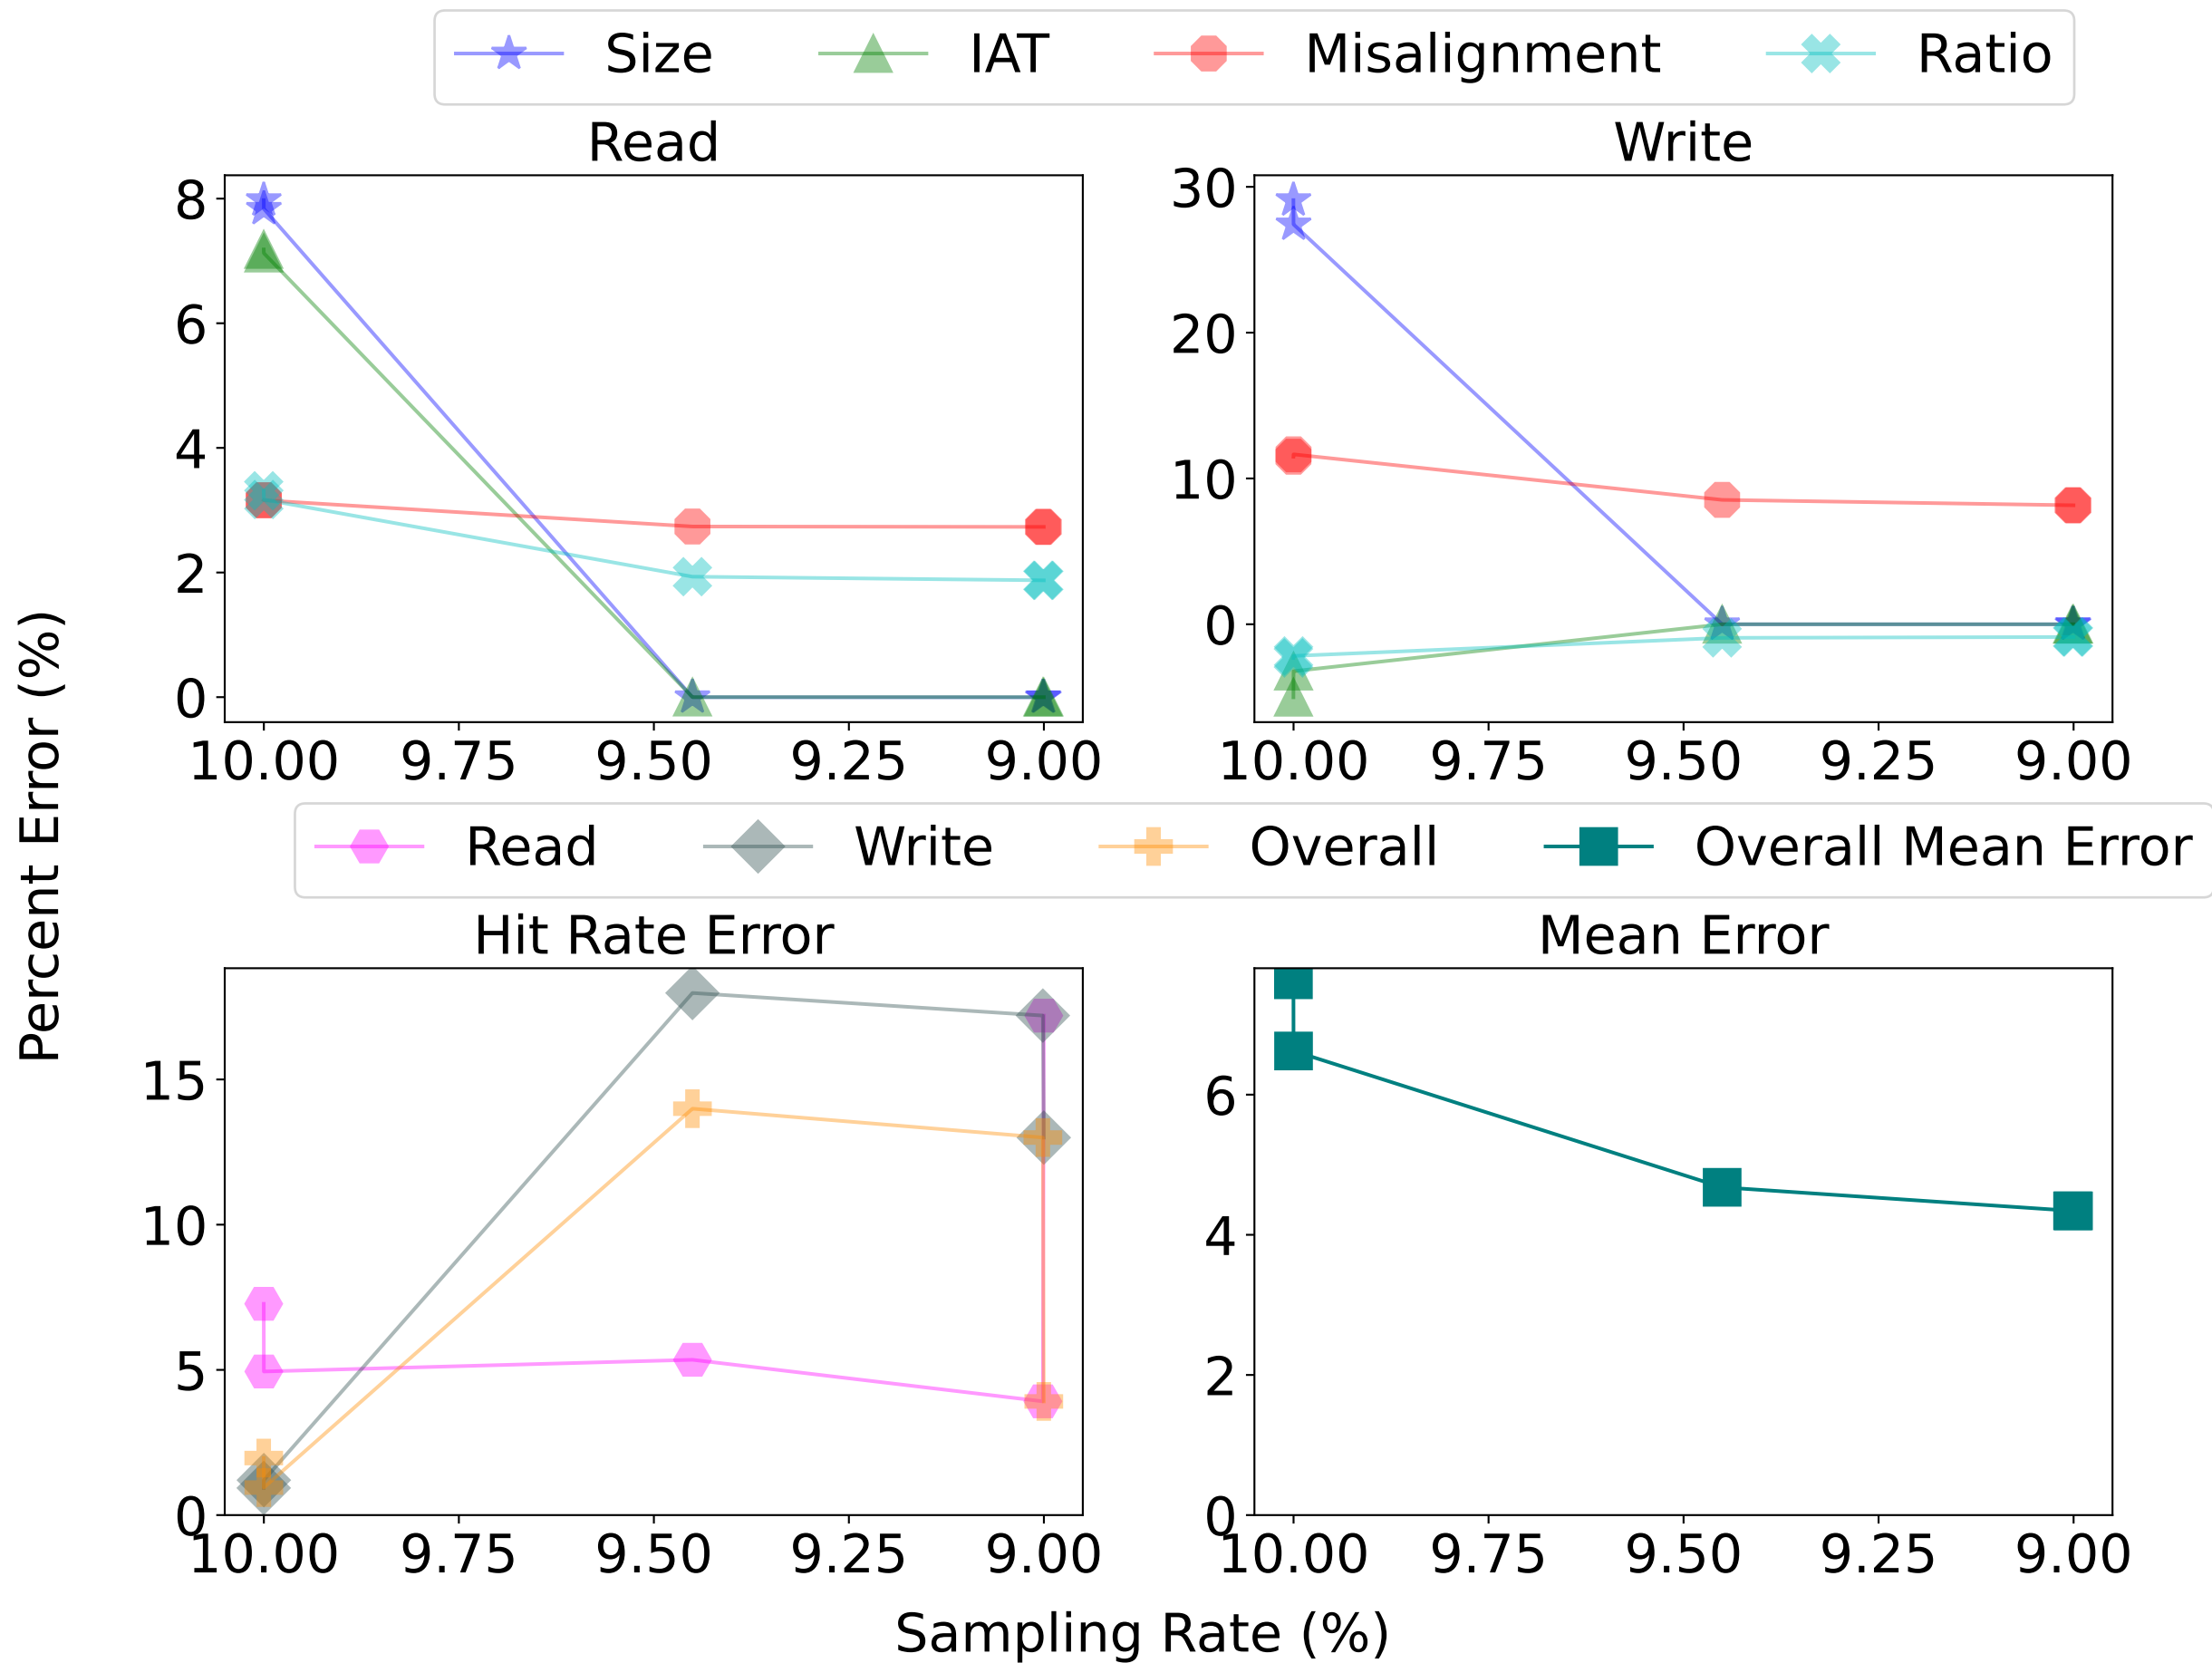 Size IAT Misalignment Ratio
Read Write
8 30
6 20
4 10
2 0
0
10.00 9.75 9.50 9.25 9.00 10.00 9.75 9.50 9.25 9.00
Percent Error (%)
Read Write Overall Overall Mean Error
Hit Rate Error Mean Error
15 6
10 4
5 2
0 0
10.00 9.75 9.50 9.25 9.00 10.00 9.75 9.50 9.25 9.00
Sampling Rate (%)